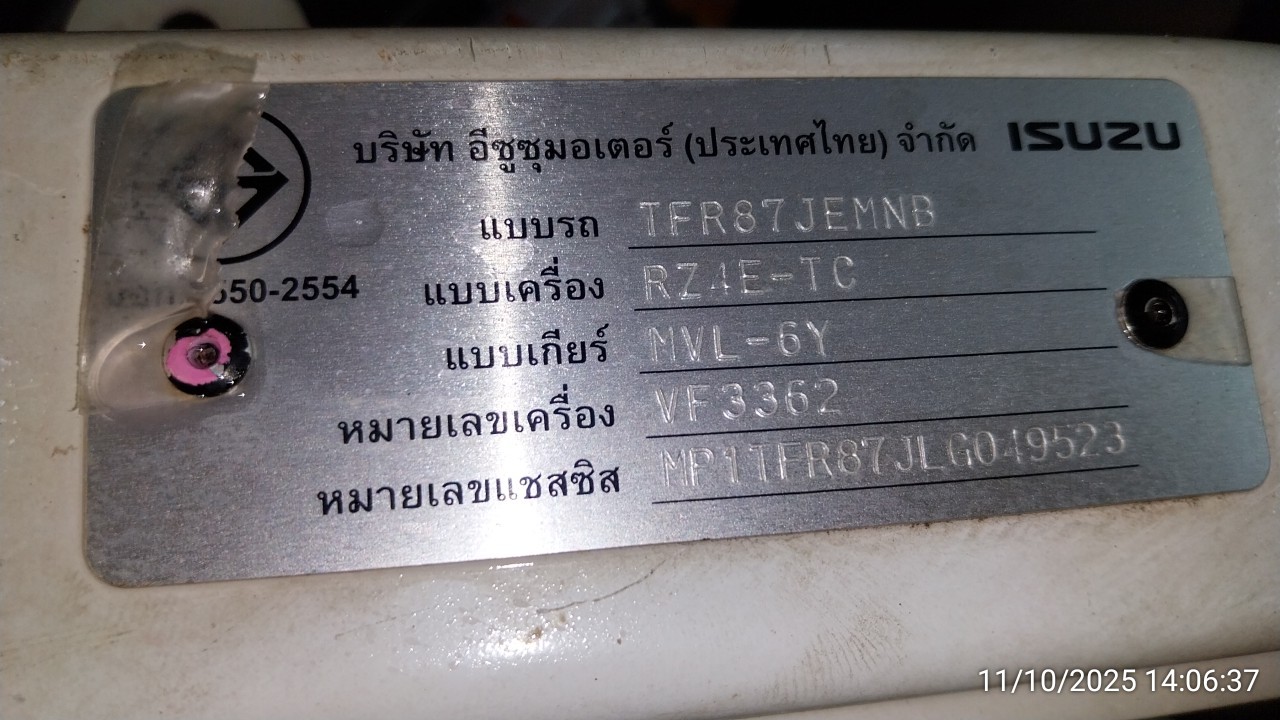 บริษัท อีซูซุมอเตอร์ (ประเทศไทย) จำกัด ISUZU
แบบรถ TFR87JEMNB
แบบเครื่อง RZ4E-TC
แบบเกียร์ MVL-6Y
หมายเลขเครื่อง VF3362
หมายเลขแชสซิส MP1TFR87JLG049523
550-2554
11/10/2025 14:06:37